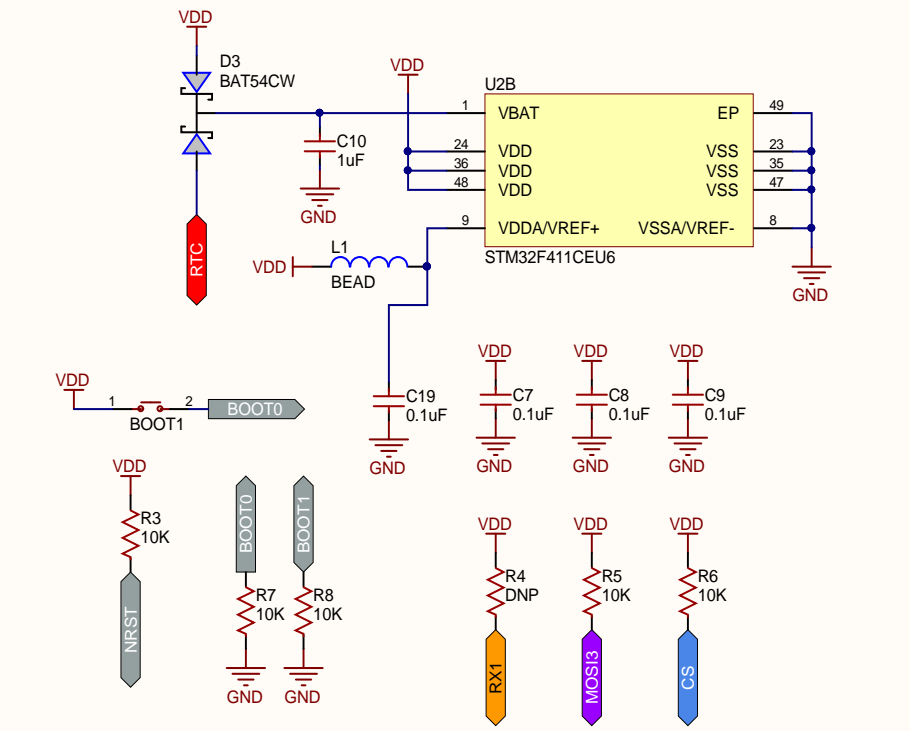 VDD
D3
BAT54CW
VDD
U2B
1 VBAT EP 49
C10
1uF
24 VDD VSS 23
36 VDD VSS 35
48 VDD VSS 47
GND
9 VDDA/VREF+ VSSA/VREF- 8
STM32F411CEU6
RTC
VDD
L1
BEAD
GND
VDD
1 2
BOOT1
BOOT0
C19
0.1uF
GND
VDD
C7
0.1uF
GND
VDD
C8
0.1uF
GND
VDD
C9
0.1uF
GND
VDD
R3
10K
NRST
BOOT0
R7
10K
GND
BOOT1
R8
10K
GND
VDD
R4
DNP
RX1
VDD
R5
10K
MOSI3
VDD
R6
10K
CS